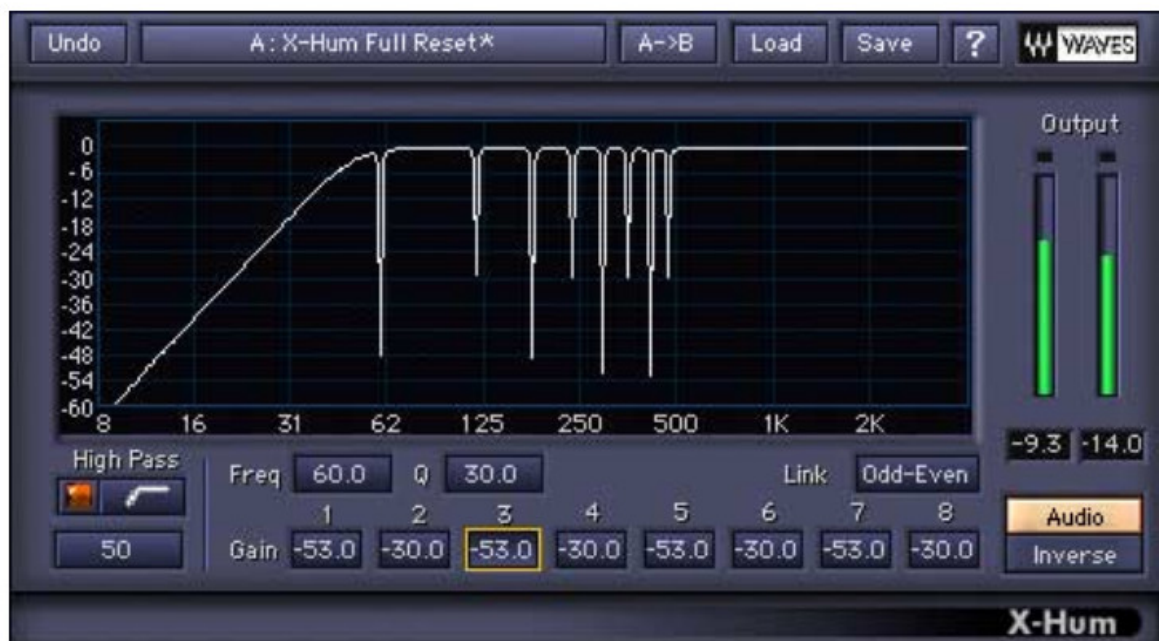 Undo A: X-Hum Full Reset* A->B Load Save ? WAVES
Output
0
-6
-12
-18
-24
-30
-36
-42
-48
-54
-60
8 16 31 62 125 250 500 1K 2K
-9.3 -14.0
High Pass
50
Freq 60.0 Q 30.0 Link Odd-Even
1 2 3 4 5 6 7 8
Gain -53.0 -30.0 -53.0 -30.0 -53.0 -30.0 -53.0 -30.0
Audio
Inverse
X-Hum